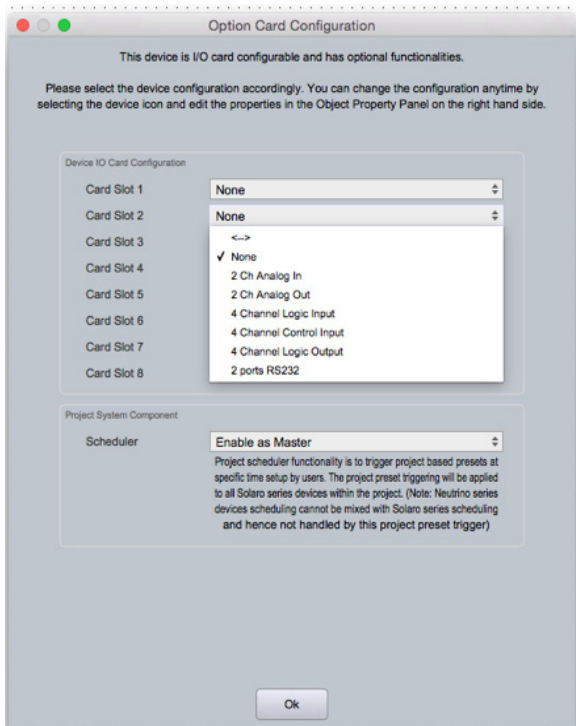 Option Card Configuration
This device is I/O card configurable and has optional functionalities.
Please select the device configuration accordingly. You can change the configuration anytime by
selecting the device icon and edit the properties in the Object Property Panel on the right hand side.
Device IO Card Configuration
Card Slot 1 None
Card Slot 2 None
Card Slot 3 <-->
✓ None
Card Slot 4 2 Ch Analog In
Card Slot 5 2 Ch Analog Out
Card Slot 6 4 Channel Logic Input
4 Channel Control Input
Card Slot 7 4 Channel Logic Output
Card Slot 8 2 ports RS232
Project System Component
Scheduler Enable as Master
Project scheduler functionality is to trigger project based presets at
specific time setup by users. The project preset triggering will be applied
to all Solaro series devices within the project. (Note: Neutrino series
devices scheduling cannot be mixed with Solaro series scheduling
and hence not handled by this project preset trigger)
Ok